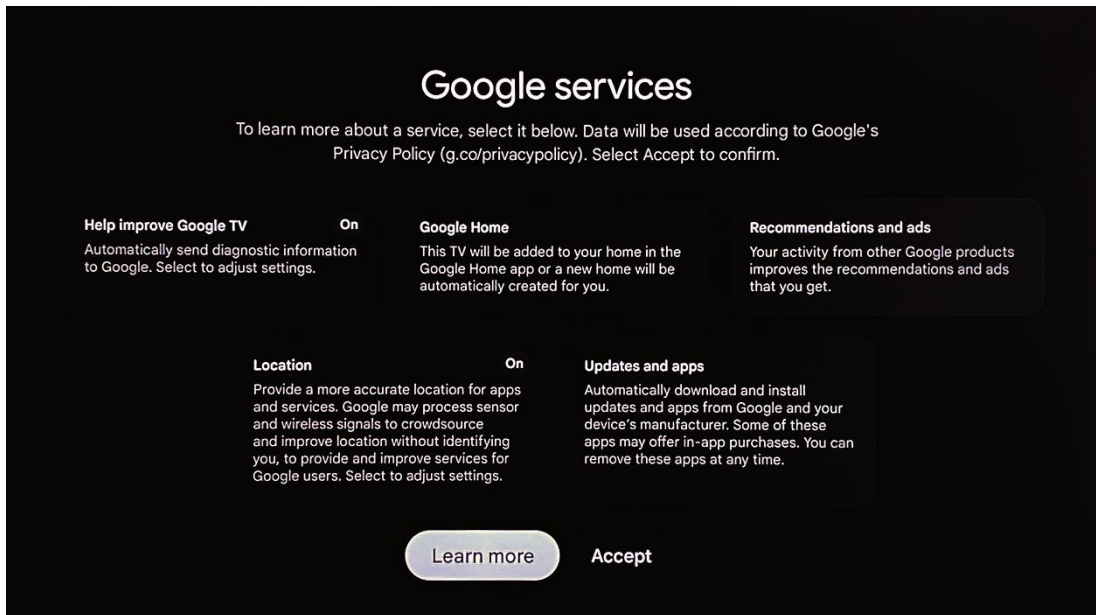 Google services
To learn more about a service, select it below. Data will be used according to Google's
Privacy Policy (g.co/privacypolicy). Select Accept to confirm.
Help improve Google TV On
Automatically send diagnostic information
to Google. Select to adjust settings.
Google Home
This TV will be added to your home in the
Google Home app or a new home will be
automatically created for you.
Recommendations and ads
Your activity from other Google products
improves the recommendations and ads
that you get.
Location On
Provide a more accurate location for apps
and services. Google may process sensor
and wireless signals to crowdsource
and improve location without identifying
you, to provide and improve services for
Google users. Select to adjust settings.
Updates and apps
Automatically download and install
updates and apps from Google and your
device's manufacturer. Some of these
apps may offer in-app purchases. You can
remove these apps at any time.
Learn more
Accept